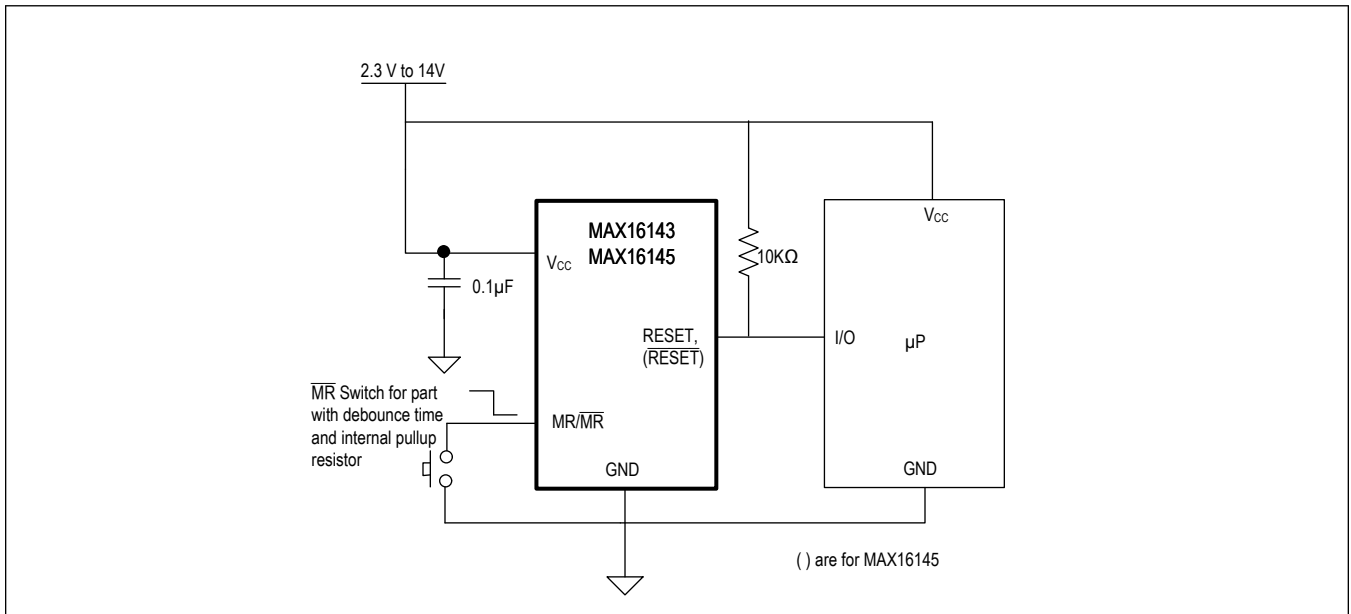 2.3 V to 14V
MAX16143
MAX16145
VCC
VCC
10KΩ
0.1µF
RESET,
(RESET)
I/O
µP
MR Switch for part
with debounce time
and internal pullup
resistor
MR/MR
GND
GND
( ) are for MAX16145